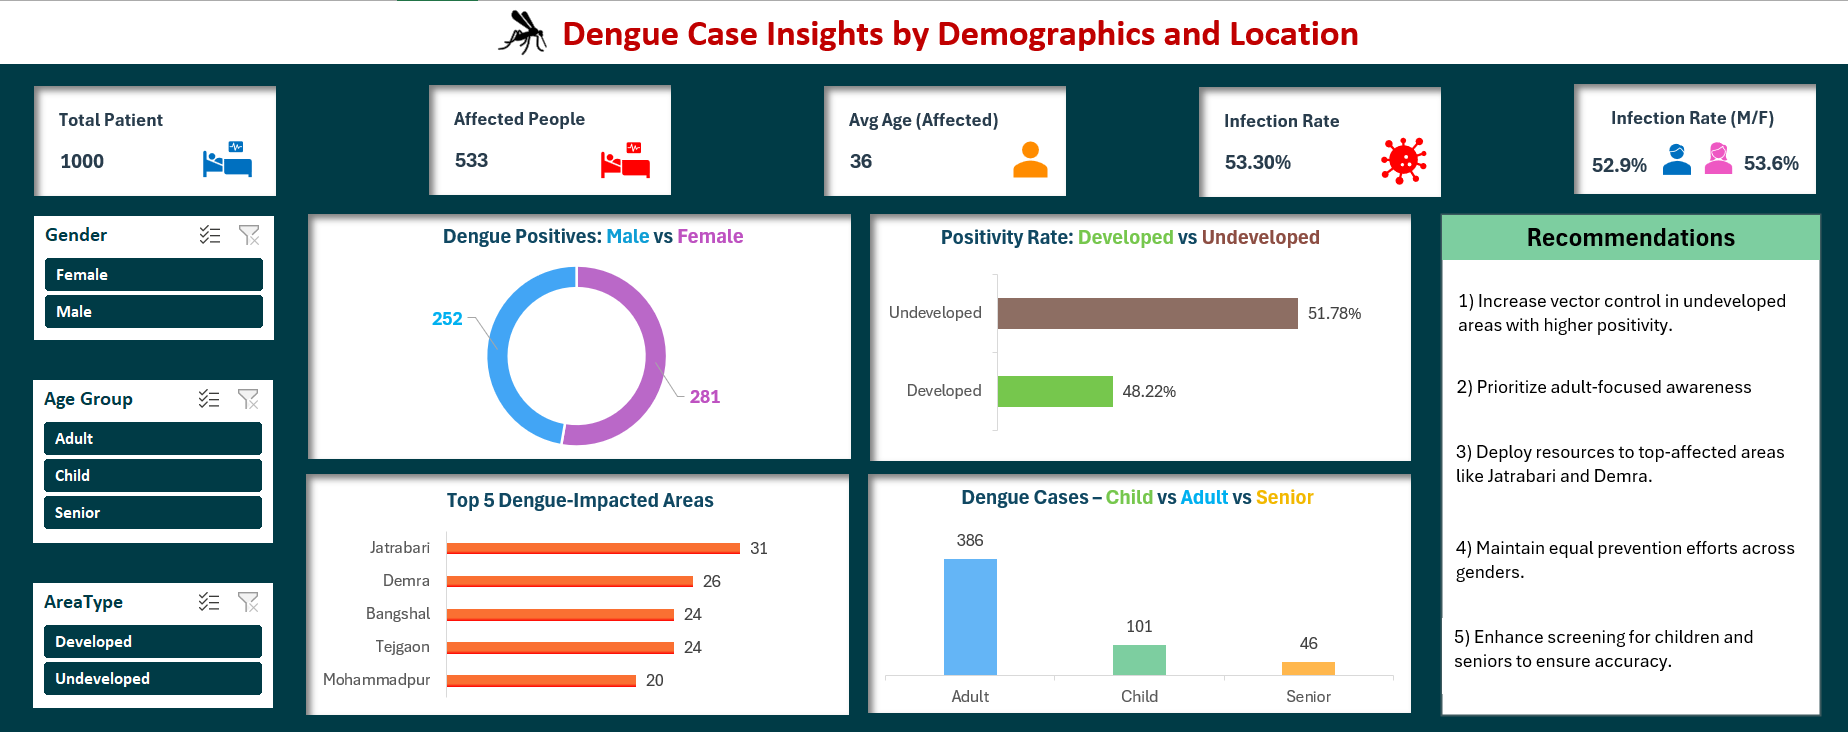 Dengue Case Insights by Demographics and Location
Total Patient
1000
Affected People
533
Avg Age (Affected)
36
Infection Rate
53.30%
Infection Rate (M/F)
52.9%
53.6%
Gender
Female
Male
Age Group
Adult
Child
Senior
AreaType
Developed
Undeveloped
Dengue Positives: Male vs Female
252
281
Positivity Rate: Developed vs Undeveloped
Undeveloped
51.78%
Developed
48.22%
Top 5 Dengue-Impacted Areas
Jatrabari
31
Demra
26
Bangshal
24
Tejgaon
24
Mohammadpur
20
Dengue Cases – Child vs Adult vs Senior
386
101
46
Adult
Child
Senior
Recommendations
1) Increase vector control in undeveloped
areas with higher positivity.
2) Prioritize adult-focused awareness
3) Deploy resources to top-affected areas
like Jatrabari and Demra.
4) Maintain equal prevention efforts across
genders.
5) Enhance screening for children and
seniors to ensure accuracy.